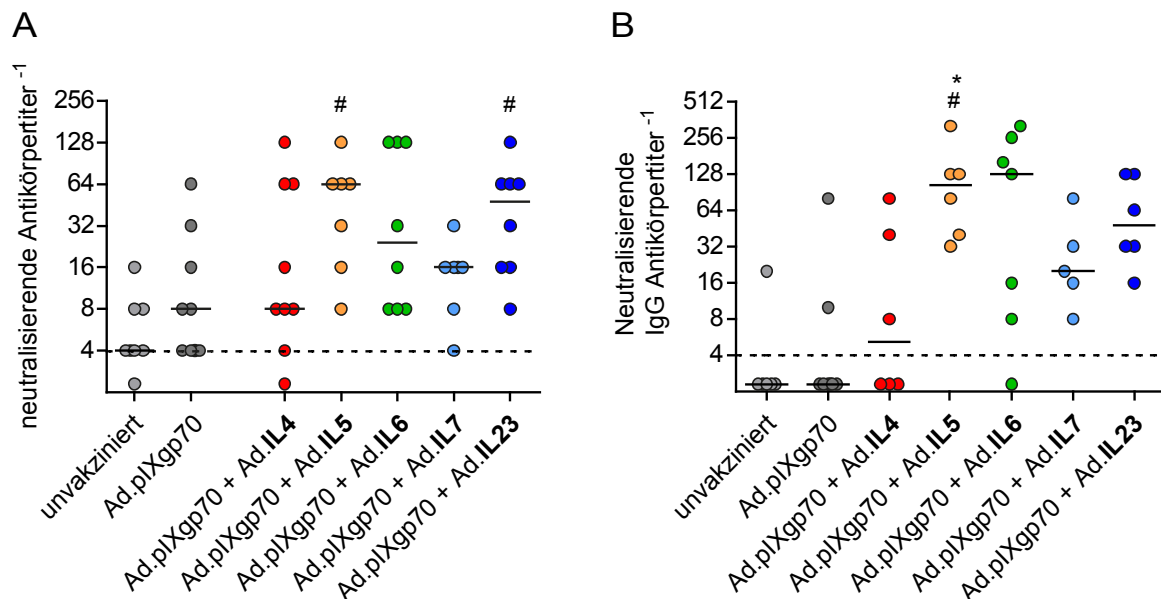 A
neutralisierende Antikörpertiter -1
256
128
64
32
16
8
4
# #
unvakziniert
Ad.pIXgp70
Ad.pIXgp70 + Ad.IL4
Ad.pIXgp70 + Ad.IL5
Ad.pIXgp70 + Ad.IL6
Ad.pIXgp70 + Ad.IL7
Ad.pIXgp70 + Ad.IL23
B
Neutralisierende
IgG Antikörpertiter -1
512
256
128
64
32
16
8
4
*
#
unvakziniert
Ad.pIXgp70
Ad.pIXgp70 + Ad.IL4
Ad.pIXgp70 + Ad.IL5
Ad.pIXgp70 + Ad.IL6
Ad.pIXgp70 + Ad.IL7
Ad.pIXgp70 + Ad.IL23